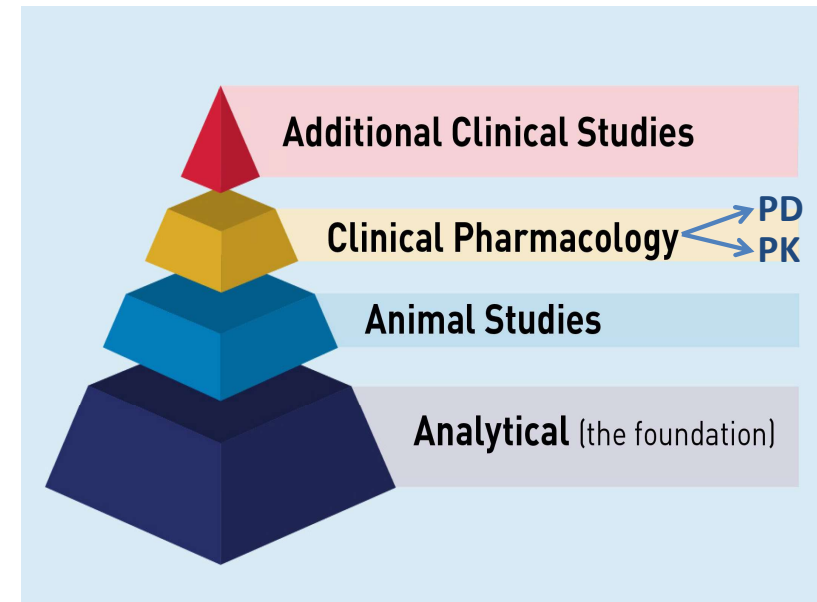 Additional Clinical Studies
Clinical Pharmacology
PD
PK
Animal Studies
Analytical (the foundation)